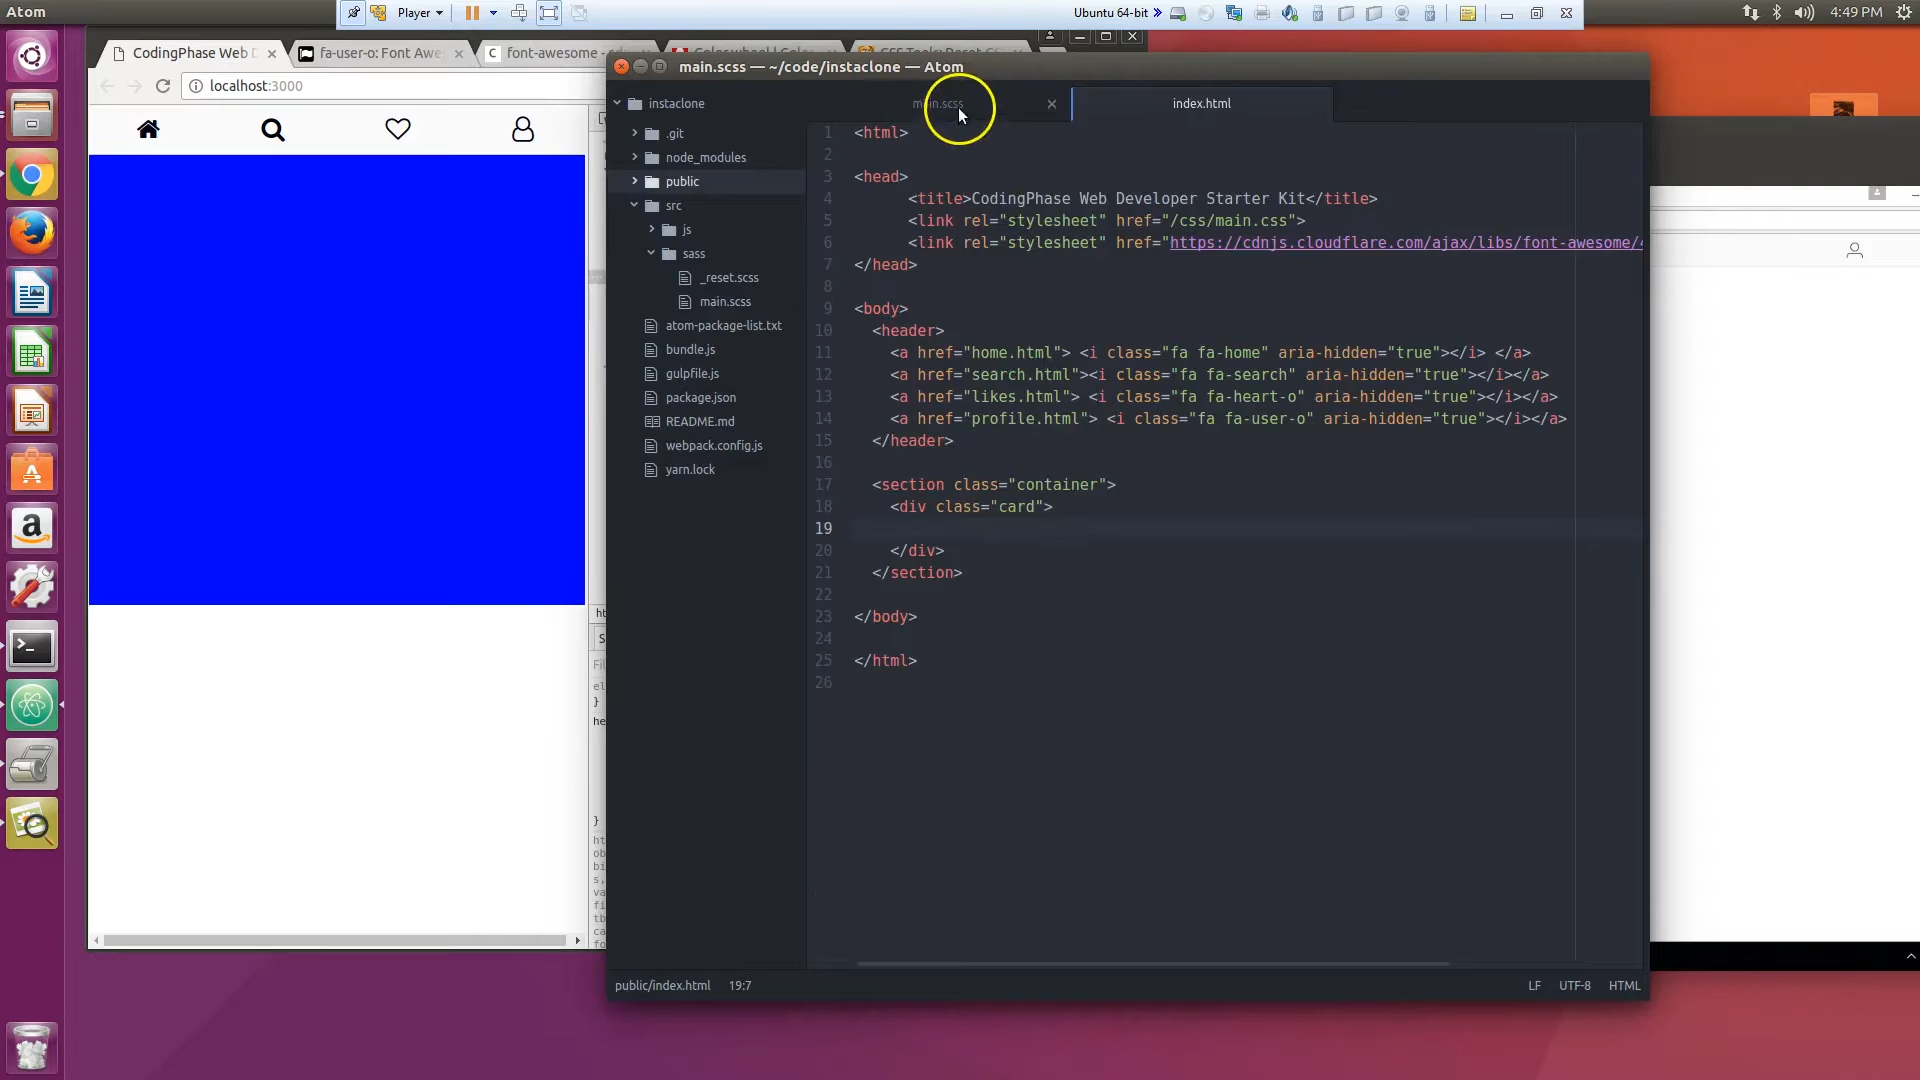 Atom
Player
Ubuntu 64-bit
4:49 PM
CodingPhase Web D
fa-user-o: Font Awe
font-awesome - cd
localhost:3000
main.scss — ~/code/instaclone — Atom
instaclone
.git
node_modules
public
src
js
sass
_reset.scss
main.scss
atom-package-list.txt
bundle.js
gulpfile.js
package.json
README.md
webpack.config.js
yarn.lock
main.scss
index.html
1 <html>
2
3 <head>
4 <title>CodingPhase Web Developer Starter Kit</title>
5 <link rel="stylesheet" href="/css/main.css">
6 <link rel="stylesheet" href="https://cdnjs.cloudflare.com/ajax/libs/font-awesome/4
7 </head>
8
9 <body>
10 <header>
11 <a href="home.html"> <i class="fa fa-home" aria-hidden="true"></i> </a>
12 <a href="search.html"><i class="fa fa-search" aria-hidden="true"></i></a>
13 <a href="likes.html"> <i class="fa fa-heart-o" aria-hidden="true"></i></a>
14 <a href="profile.html"> <i class="fa fa-user-o" aria-hidden="true"></i></a>
15 </header>
16
17 <section class="container">
18 <div class="card">
19
20 </div>
21 </section>
22
23 </body>
24
25 </html>
26
public/index.html 19:7
LF UTF-8 HTML